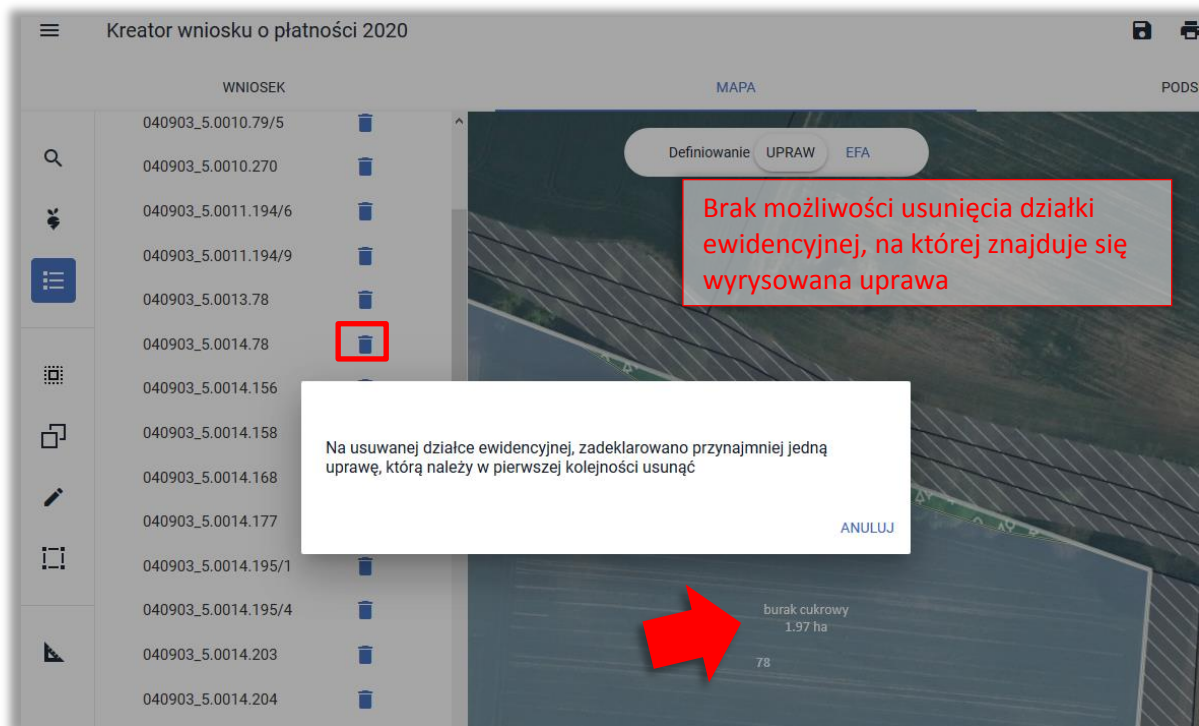 Kreator wniosku o płatności 2020
WNIOSEK
MAPA
PODS
040903_5.0010.79/5
040903_5.0010.270
040903_5.0011.194/6
040903_5.0011.194/9
040903_5.0013.78
040903_5.0014.78
040903_5.0014.156
040903_5.0014.158
040903_5.0014.168
040903_5.0014.177
040903_5.0014.195/1
040903_5.0014.195/4
040903_5.0014.203
040903_5.0014.204
Definiowanie UPRAW EFA
Brak możliwości usunięcia działki
ewidencyjnej, na której znajduje się
wyrysowana uprawa
Na usuwanej działce ewidencyjnej, zadeklarowano przynajmniej jedną
uprawę, którą należy w pierwszej kolejności usunąć
ANULUJ
burak cukrowy
1.97 ha
78